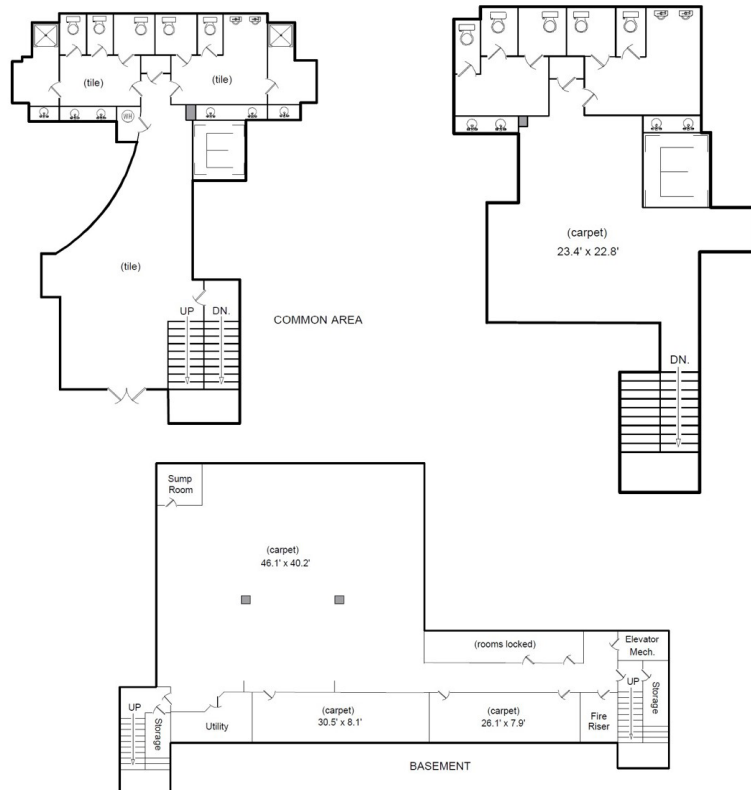 (tile)
(tile)
WH
E
E
(carpet)
23.4' x 22.8'
(tile)
UP
DN.
COMMON AREA
DN.
Sump
Room
(carpet)
46.1' x 40.2'
(rooms locked)
Elevator
Mech.
UP
Storage
UP
Storage
Utility
(carpet)
30.5' x 8.1'
(carpet)
26.1' x 7.9'
Fire
Riser
BASEMENT